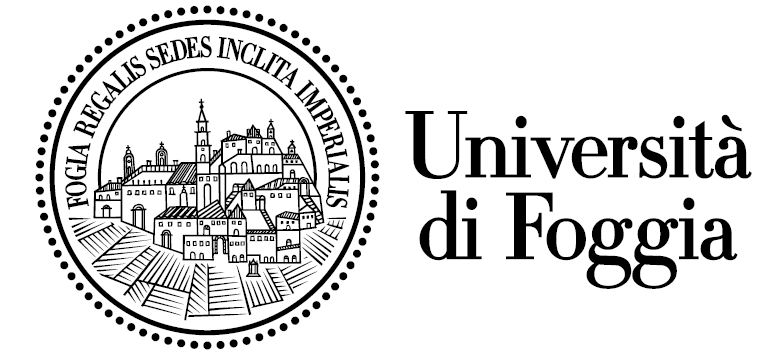 FOGIA REGALIS SEDES INCLITA IMPERIALIS
Università
di Foggia